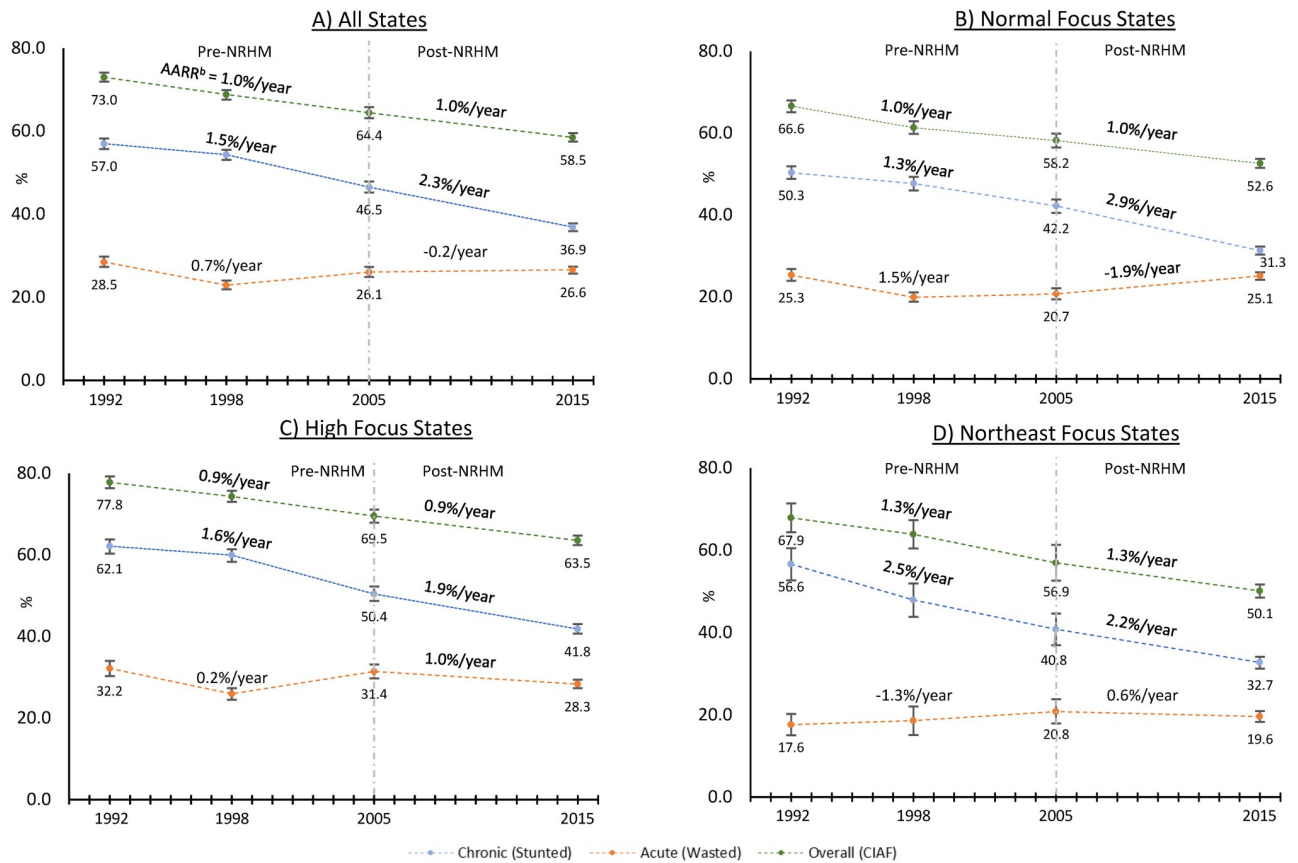 A) All States
80.0
60.0
40.0
20.0
0.0
%
Pre-NRHM
Post-NRHM
AARRᵇ = 1.0%/year
1.0%/year
73.0
64.4
58.5
1.5%/year
2.3%/year
57.0
46.5
36.9
0.7%/year
-0.2/year
28.5
26.1
26.6
1992
1998
2005
2015
B) Normal Focus States
80.0
60.0
40.0
20.0
0.0
%
Pre-NRHM
Post-NRHM
1.0%/year
1.0%/year
66.6
58.2
52.6
1.3%/year
2.9%/year
50.3
42.2
31.3
1.5%/year
-1.9%/year
25.3
20.7
25.1
1992
1998
2005
2015
C) High Focus States
80.0
60.0
40.0
20.0
0.0
%
Pre-NRHM
Post-NRHM
0.9%/year
0.9%/year
77.8
69.5
63.5
1.6%/year
1.9%/year
62.1
50.4
41.8
0.2%/year
1.0%/year
32.2
31.4
28.3
1992
1998
2005
2015
D) Northeast Focus States
80.0
60.0
40.0
20.0
0.0
%
Pre-NRHM
Post-NRHM
1.3%/year
1.3%/year
67.9
56.9
50.1
2.5%/year
2.2%/year
56.6
40.8
32.7
-1.3%/year
0.6%/year
17.6
20.8
19.6
1992
1998
2005
2015
Chronic (Stunted)
Acute (Wasted)
Overall (CIAF)